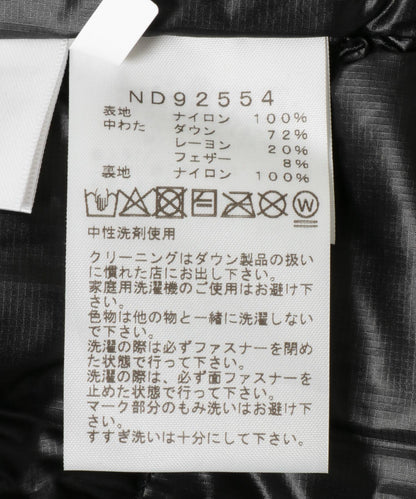 ND92554
表地 ナイロン 100%
中わた ダウン 72%
レーヨン 20%
フェザー 8%
裏地 ナイロン 100%
W
中性洗剤使用
クリーニングはダウン製品の扱い
に慣れた店にお出し下さい。
家庭用洗濯機のご使用はお避け下
さい。
色物は他の物と一緒に洗濯しない
で下さい。
洗濯の際は必ずファスナーを閉め
た状態で行って下さい。
洗濯の際は、必ず面ファスナーを
止めた状態で行って下さい。
マーク部分のもみ洗いはお避け下
さい。
すすぎ洗いは十分にして下さい。